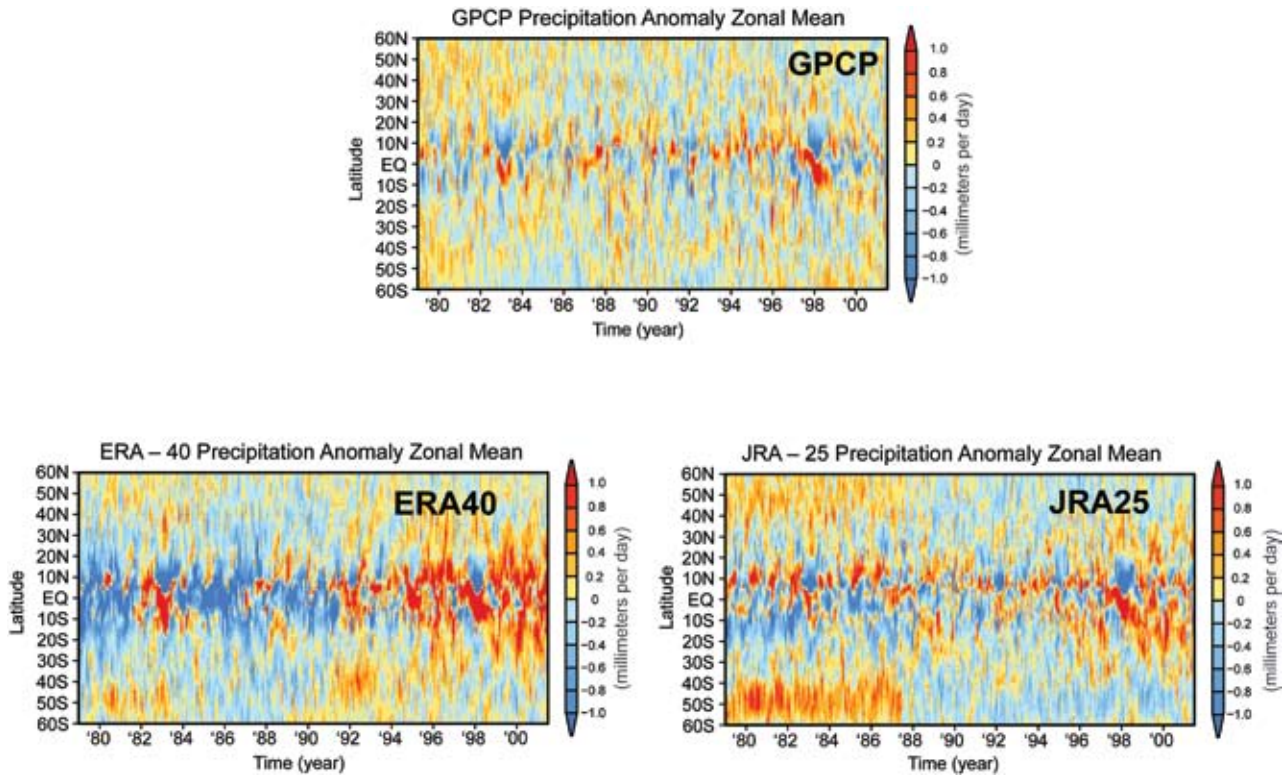 GPCP Precipitation Anomaly Zonal Mean
GPCP
60N
50N
40N
30N
20N
10N
EQ
10S
20S
30S
40S
50S
60S
Latitude
'80 '82 '84 '86 '88 '90 '92 '94 '96 '98 '00
Time (year)
1.0
0.8
0.6
0.4
0.2
0
−0.2
−0.4
−0.6
−0.8
−1.0
(millimeters per day)
ERA – 40 Precipitation Anomaly Zonal Mean
ERA40
60N
50N
40N
30N
20N
10N
EQ
10S
20S
30S
40S
50S
60S
Latitude
'80 '82 '84 '86 '88 '90 '92 '94 '96 '98 '00
Time (year)
1.0
0.8
0.6
0.4
0.2
0
−0.2
−0.4
−0.6
−0.8
−1.0
(millimeters per day)
JRA – 25 Precipitation Anomaly Zonal Mean
JRA25
60N
50N
40N
30N
20N
10N
EQ
10S
20S
30S
40S
50S
60S
Latitude
'80 '82 '84 '86 '88 '90 '92 '94 '96 '98 '00
Time (year)
1.0
0.8
0.6
0.4
0.2
0
−0.2
−0.4
−0.6
−0.8
−1.0
(millimeters per day)